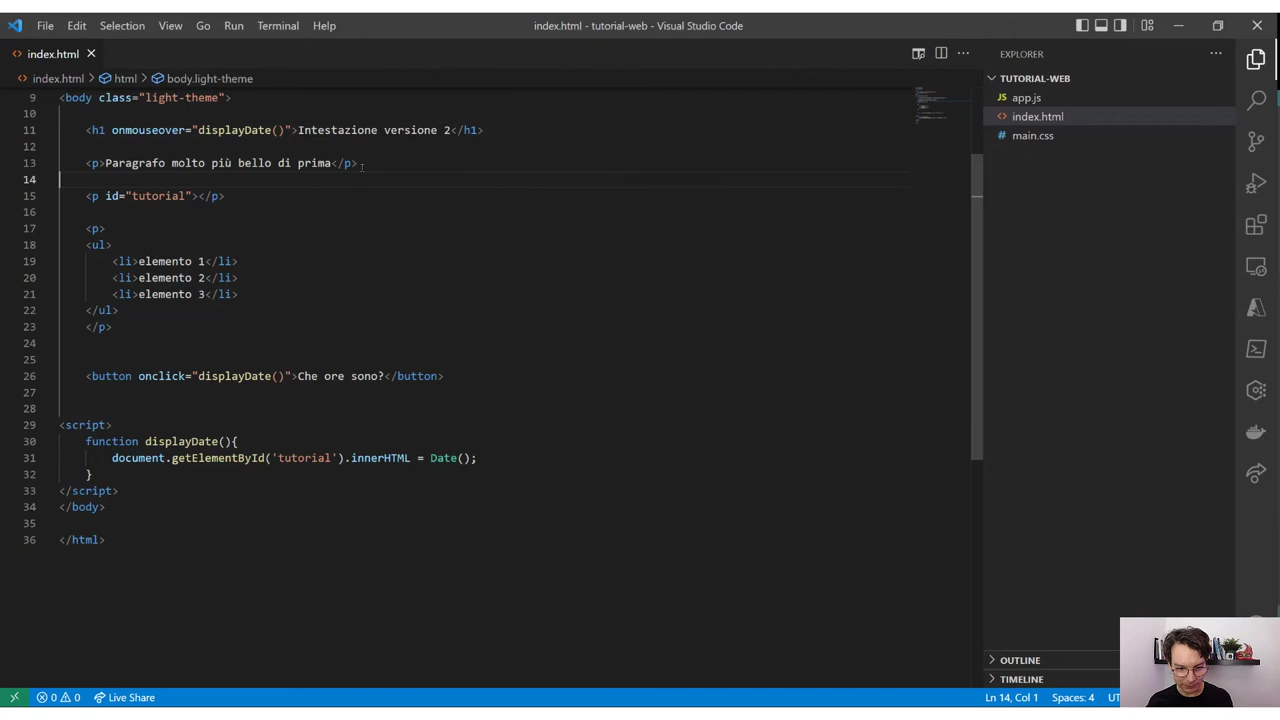 File Edit Selection View Go Run Terminal Help
index.html - tutorial-web - Visual Studio Code
index.html
EXPLORER
index.html > html > body.light-theme
TUTORIAL-WEB
app.js
index.html
main.css
9 <body class="light-theme">
10
11 <h1 onmouseover="displayDate()">Intestazione versione 2</h1>
12
13 <p>Paragrafo molto più bello di prima</p>
14
15 <p id="tutorial"></p>
16
17 <p>
18 <ul>
19 <li>elemento 1</li>
20 <li>elemento 2</li>
21 <li>elemento 3</li>
22 </ul>
23 </p>
24
25
26 <button onclick="displayDate()">Che ore sono?</button>
27
28
29 <script>
30 function displayDate(){
31 document.getElementById('tutorial').innerHTML = Date();
32 }
33 </script>
34 </body>
35
36 </html>
OUTLINE
TIMELINE
0 0 Live Share
Ln 14, Col 1 Spaces: 4